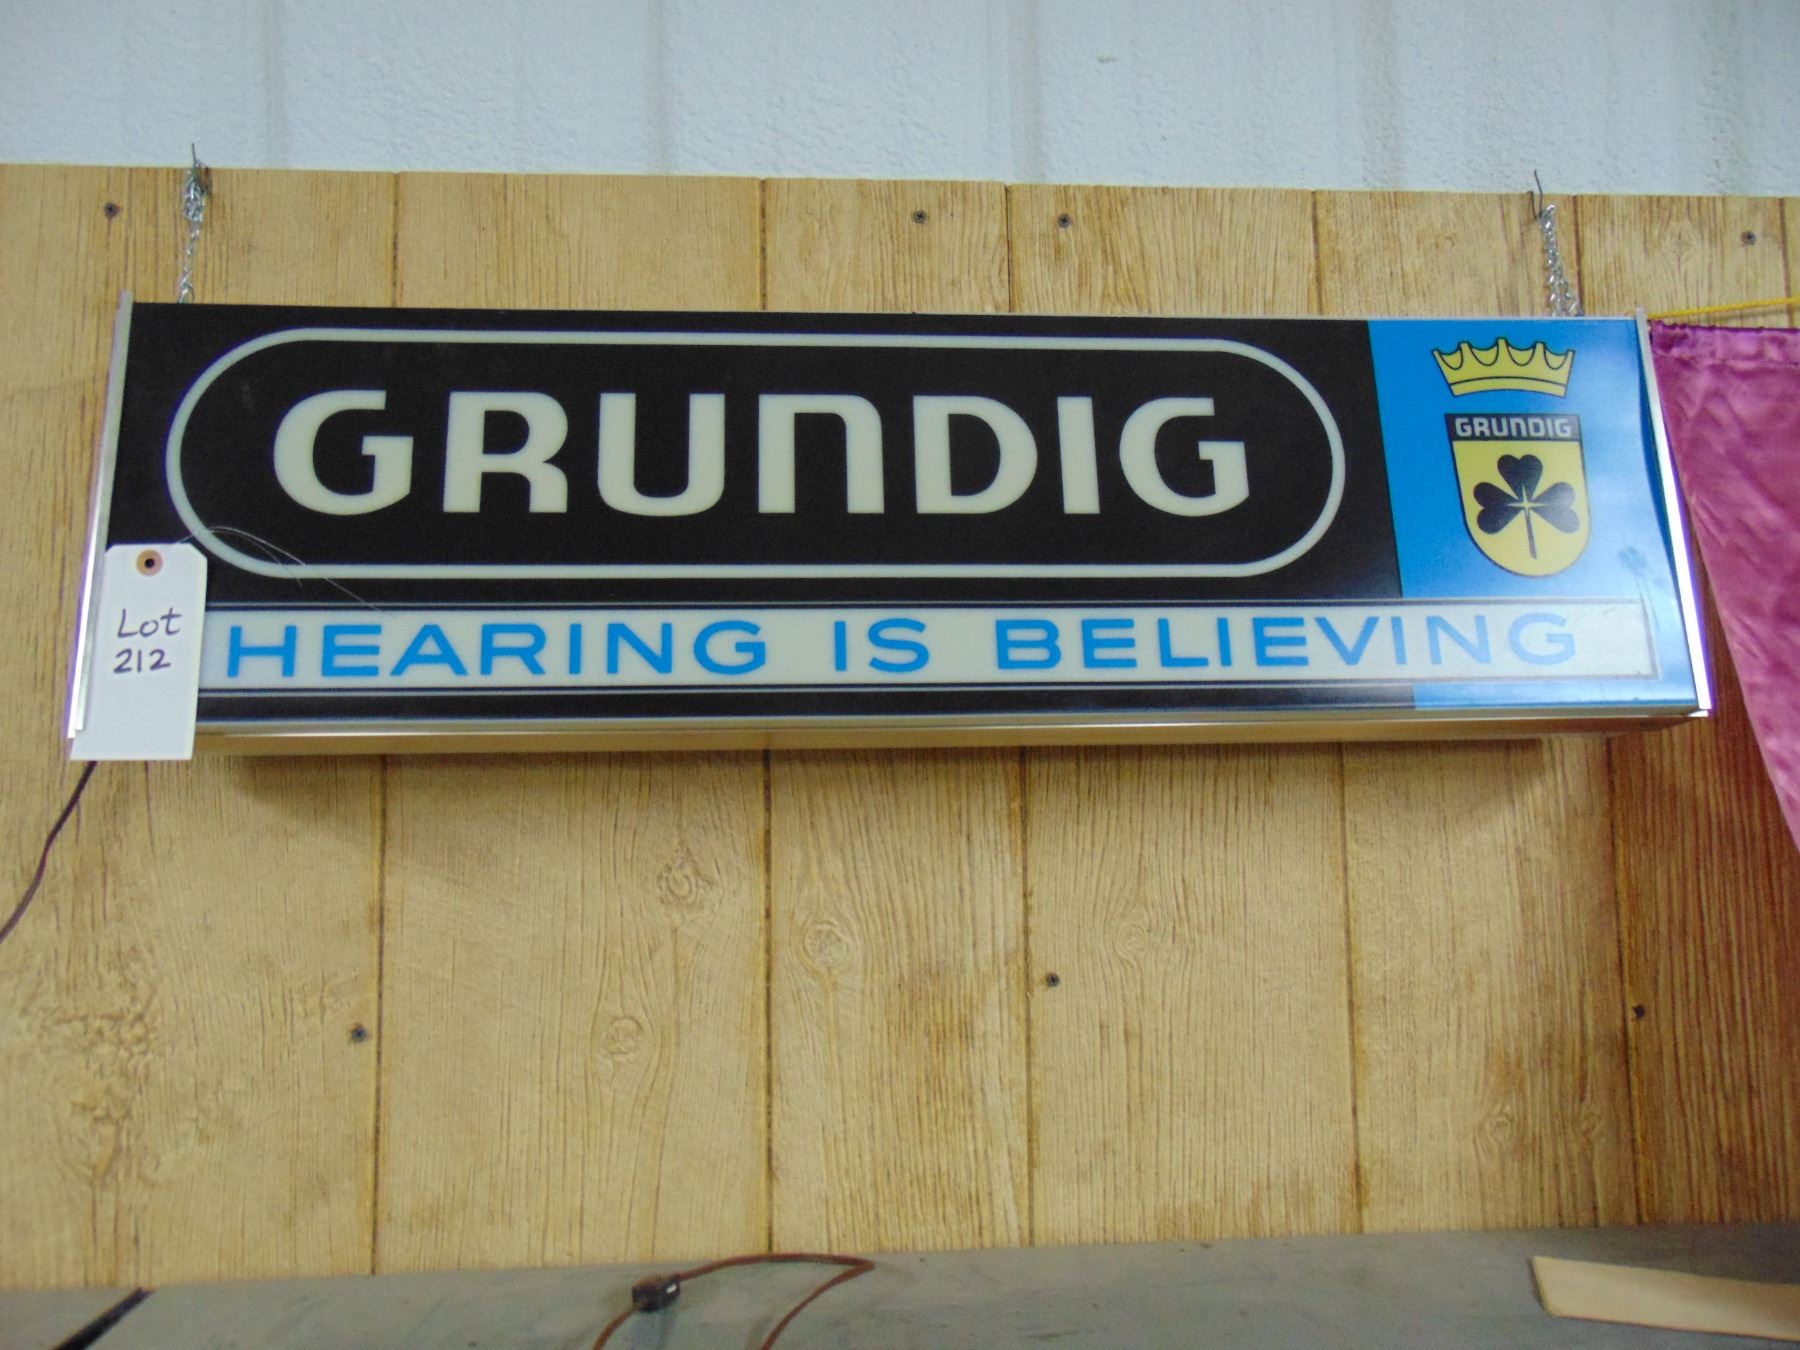 GRUNDIG
GRUNDIG
HEARING IS BELIEVING
Lot
212